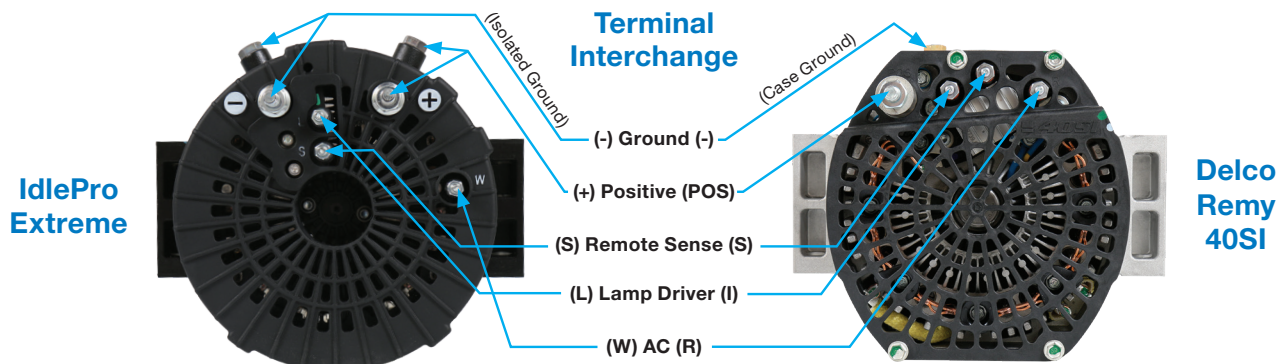 Terminal
Interchange
(Isolated Ground)
(Case Ground)
(-) Ground (-)
(+) Positive (POS)
(S) Remote Sense (S)
(L) Lamp Driver (I)
(W) AC (R)
IdlePro
Extreme
Delco
Remy
40SI
− +
L
S
W